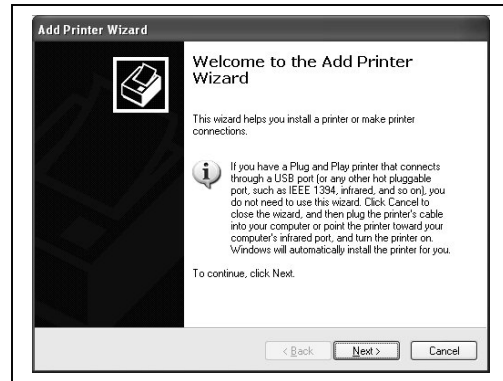 Add Printer Wizard
Welcome to the Add Printer
Wizard
This wizard helps you install a printer or make printer
connections.
If you have a Plug and Play printer that connects
through a USB port (or any other hot pluggable
port, such as IEEE 1394, infrared, and so on), you
do not need to use this wizard. Click Cancel to
close the wizard, and then plug the printer's cable
into your computer or point the printer toward your
computer's infrared port, and turn the printer on.
Windows will automatically install the printer for you.
To continue, click Next.
< Back Next > Cancel